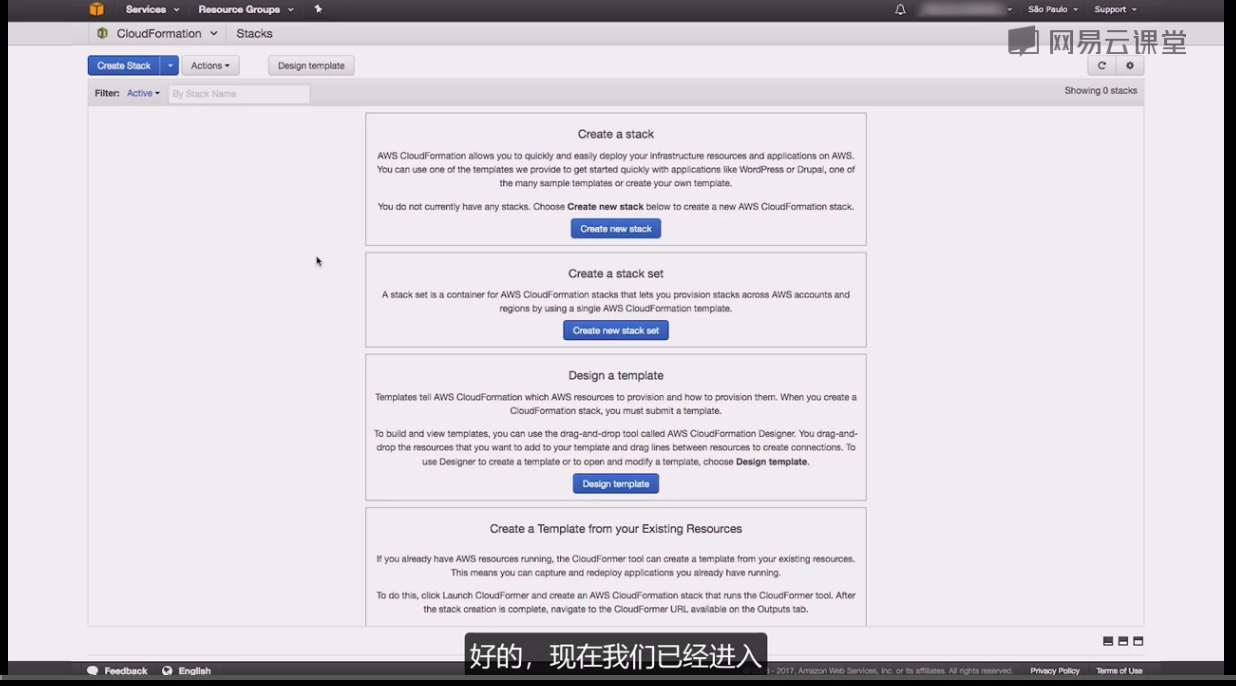 Services Resource Groups São Paulo Support
CloudFormation Stacks
网易云课堂
Create Stack Actions Design template
Filter: Active By Stack Name Showing 0 stacks
Create a stack
AWS CloudFormation allows you to quickly and easily deploy your infrastructure resources and applications on AWS.
You can use one of the templates we provide to get started quickly with applications like WordPress or Drupal, one of
the many sample templates or create your own template.
You do not currently have any stacks. Choose Create new stack below to create a new AWS CloudFormation stack.
Create new stack
Create a stack set
A stack set is a container for AWS CloudFormation stacks that lets you provision stacks across AWS accounts and
regions by using a single AWS CloudFormation template.
Create new stack set
Design a template
Templates tell AWS CloudFormation which AWS resources to provision and how to provision them. When you create a
CloudFormation stack, you must submit a template.
To build and view templates, you can use the drag-and-drop tool called AWS CloudFormation Designer. You drag-and-
drop the resources that you want to add to your template and drag lines between resources to create connections. To
use Designer to create a template or to open and modify a template, choose Design template.
Design template
Create a Template from your Existing Resources
If you already have AWS resources running, the CloudFormer tool can create a template from your existing resources.
This means you can capture and redeploy applications you already have running.
To do this, click Launch CloudFormer and create an AWS CloudFormation stack that runs the CloudFormer tool. After
the stack creation is complete, navigate to the CloudFormer URL available on the Outputs tab.
好的，现在我们已经进入
Feedback English - 2017, Amazon Web Services, Inc. or its affiliates. All rights reserved. Privacy Policy Terms of Use